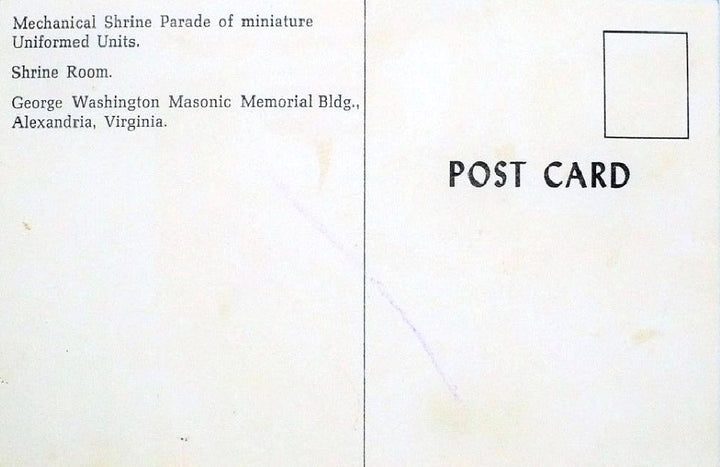 Mechanical Shrine Parade of miniature
Uniformed Units.
Shrine Room.
George Washington Masonic Memorial Bldg.,
Alexandria, Virginia.
POST CARD